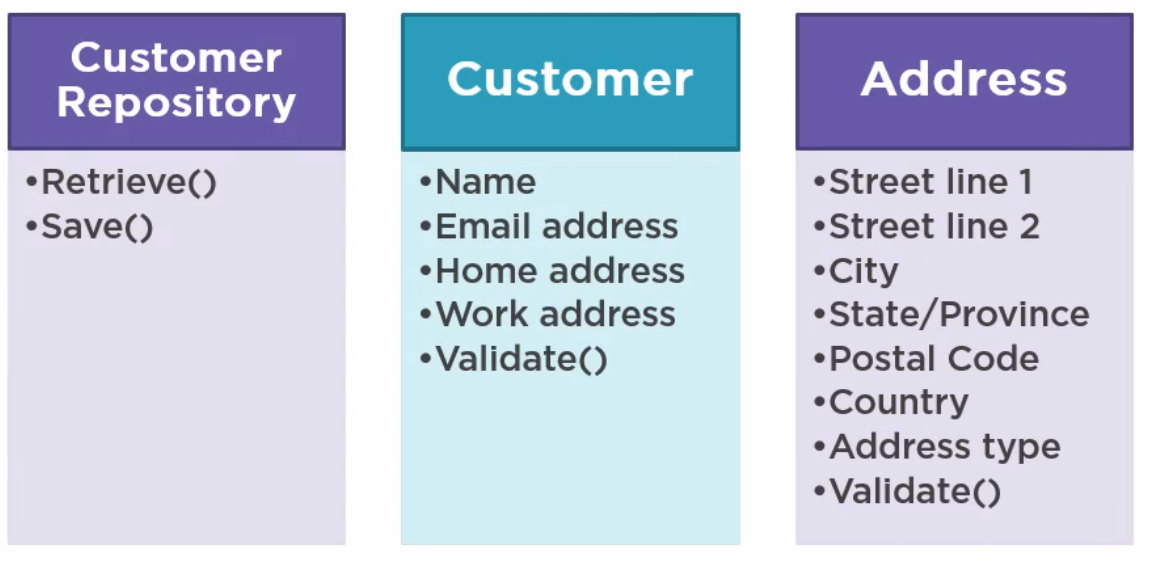 Customer
Repository
•Retrieve()
•Save()
Customer
•Name
•Email address
•Home address
•Work address
•Validate()
Address
•Street line 1
•Street line 2
•City
•State/Province
•Postal Code
•Country
•Address type
•Validate()